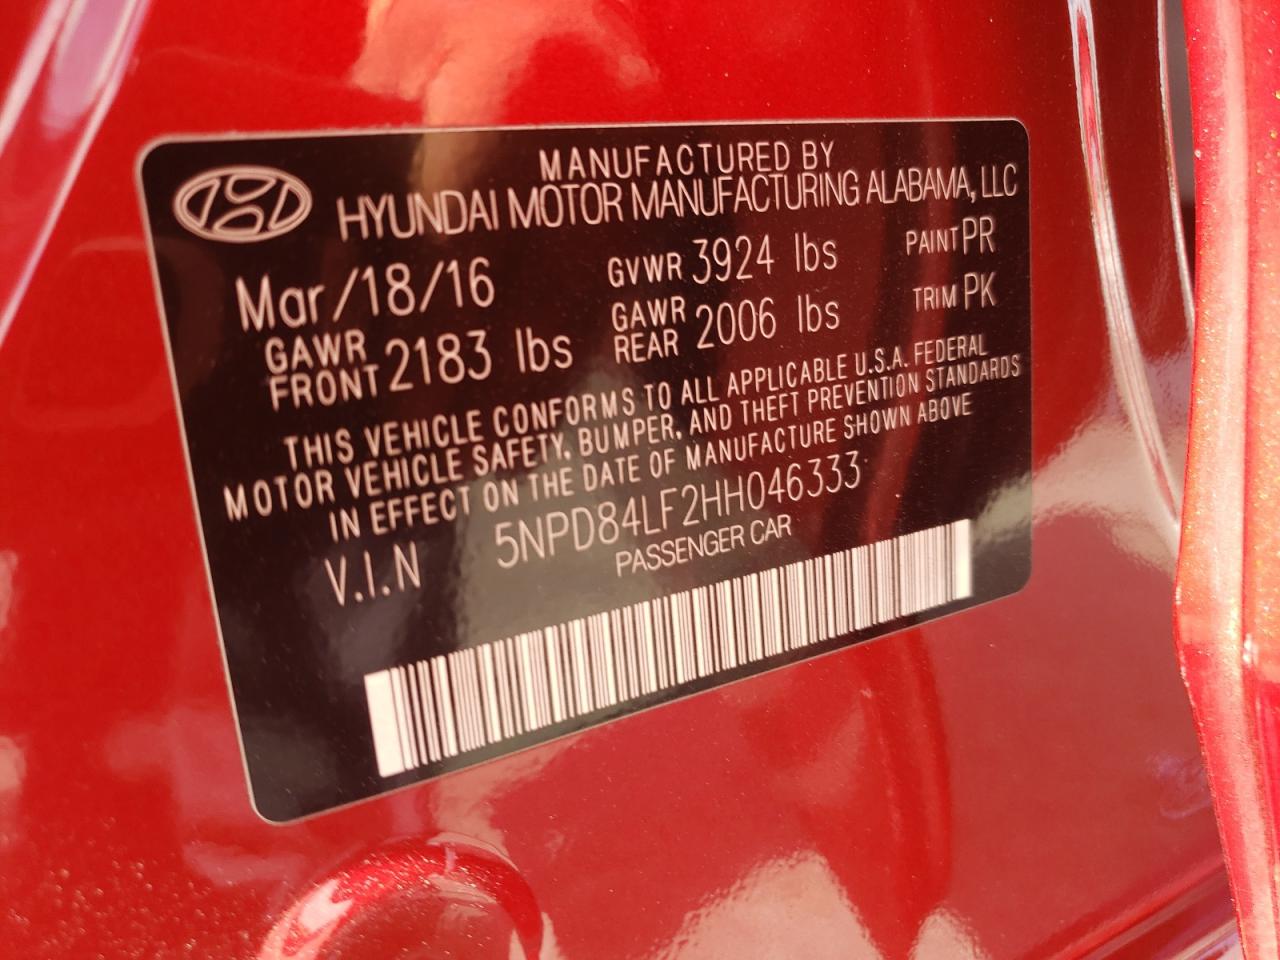 MANUFACTURED BY
HYUNDAI MOTOR MANUFACTURING ALABAMA, LLC
Mar/18/16 GVWR 3924 lbs PAINT PR
GAWR FRONT 2183 lbs GAWR REAR 2006 lbs TRIM PK
THIS VEHICLE CONFORMS TO ALL APPLICABLE U.S.A. FEDERAL
MOTOR VEHICLE SAFETY, BUMPER, AND THEFT PREVENTION STANDARDS
IN EFFECT ON THE DATE OF MANUFACTURE SHOWN ABOVE
V.I.N 5NPD84LF2HH046333
PASSENGER CAR